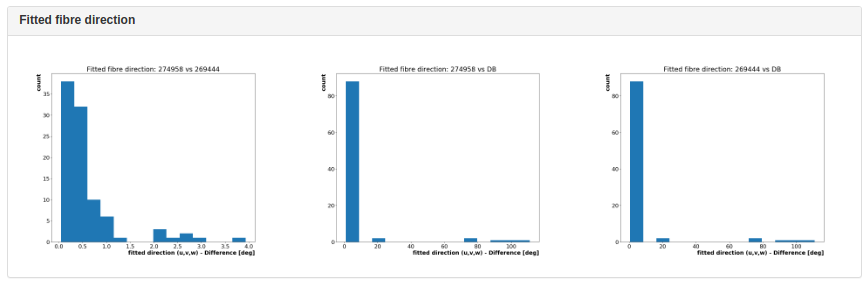 Fitted fibre direction
Fitted fibre direction: 274958 vs 269444
count
35
30
25
20
15
10
5
0
0.0 0.5 1.0 1.5 2.0 2.5 3.0 3.5 4.0
fitted direction (u,v,w) - Difference [deg]
Fitted fibre direction: 274958 vs DB
count
80
60
40
20
0
0 20 40 60 80 100
fitted direction (u,v,w) - Difference [deg]
Fitted fibre direction: 269444 vs DB
count
80
60
40
20
0
0 20 40 60 80 100
fitted direction (u,v,w) - Difference [deg]